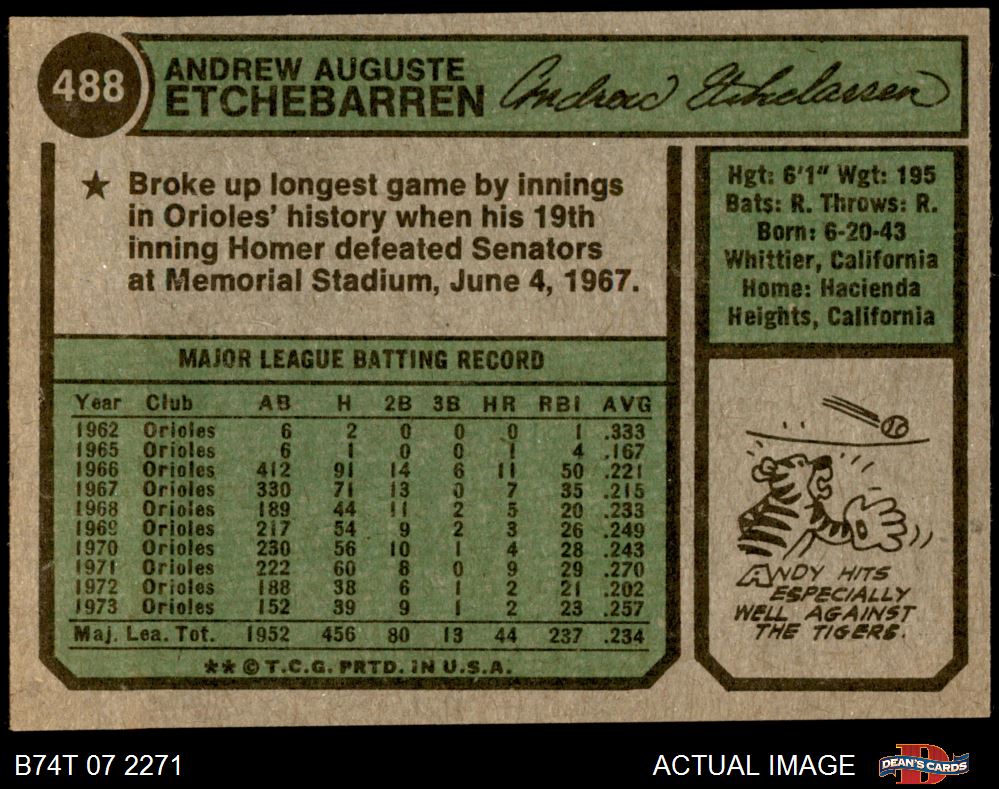 488
ANDREW AUGUSTE
ETCHEBARREN
Andrew Etchebarren
★ Broke up longest game by innings
in Orioles' history when his 19th
inning Homer defeated Senators
at Memorial Stadium, June 4, 1967.
Hgt: 6'1" Wgt: 195
Bats: R. Throws: R.
Born: 6-20-43
Whittier, California
Home: Hacienda
Heights, California
MAJOR LEAGUE BATTING RECORD
Year Club AB H 2B 3B HR RBI AVG
1962 Orioles 6 2 0 0 0 1 .333
1965 Orioles 6 1 0 0 1 4 .167
1966 Orioles 412 91 14 6 11 50 .221
1967 Orioles 330 71 13 0 7 35 .215
1968 Orioles 189 44 11 2 5 20 .233
1969 Orioles 217 54 9 2 3 26 .249
1970 Orioles 230 56 10 1 4 28 .243
1971 Orioles 222 60 8 0 9 29 .270
1972 Orioles 188 38 6 1 2 21 .202
1973 Orioles 152 39 9 1 2 23 .257
Maj. Lea. Tot. 1952 456 80 13 44 237 .234
** © T.C.G. PRTD. IN U.S.A.
ANDY HITS
ESPECIALLY
WELL AGAINST
THE TIGERS.
B74T 07 2271
ACTUAL IMAGE
D
DEAN'S CARDS